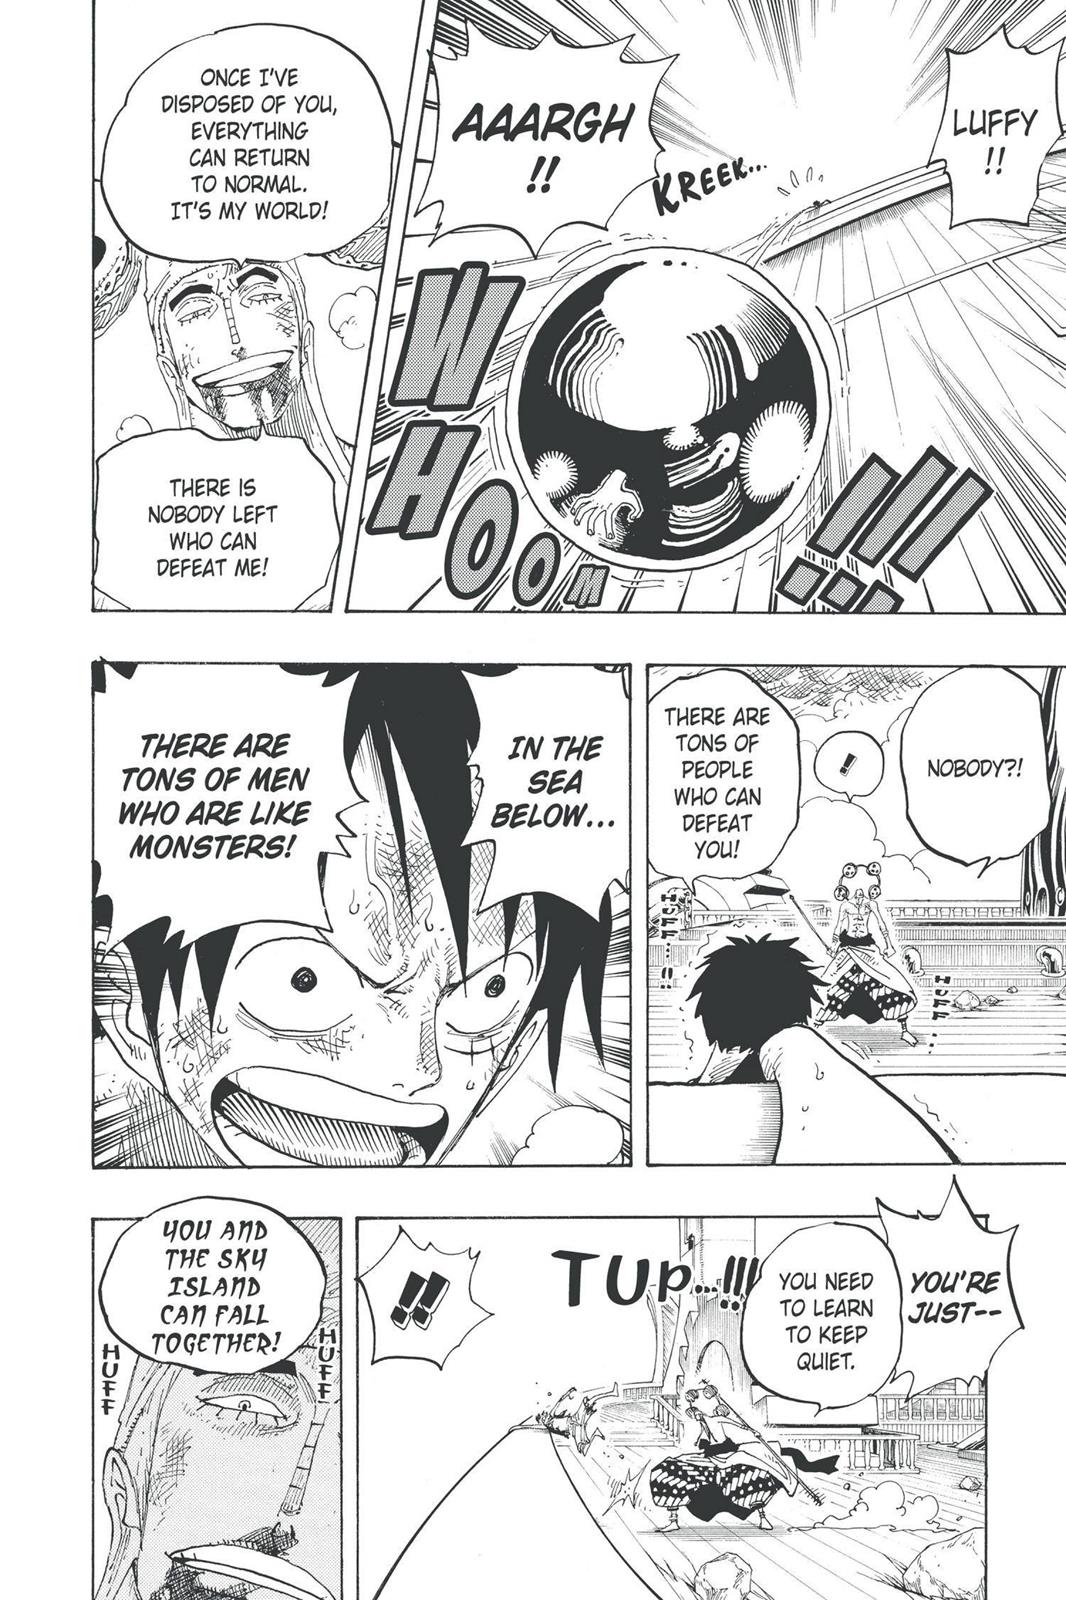 LUFFY
!!
AAARGH
!!
KREEK...
WHOOM
!!!...
ONCE I'VE
DISPOSED OF YOU,
EVERYTHING
CAN RETURN
TO NORMAL.
IT'S MY WORLD!
THERE IS
NOBODY LEFT
WHO CAN
DEFEAT ME!
NOBODY?!
!
THERE ARE
TONS OF
PEOPLE
WHO CAN
DEFEAT
YOU!
HUFF...!!
HUFF...
IN THE
SEA
BELOW...
THERE ARE
TONS OF MEN
WHO ARE LIKE
MONSTERS!
YOU'RE
JUST--
YOU NEED
TO LEARN
TO KEEP
QUIET.
TUP...!!!
!!
YOU AND
THE SKY
ISLAND
CAN FALL
TOGETHER!
HUFF
HUFF